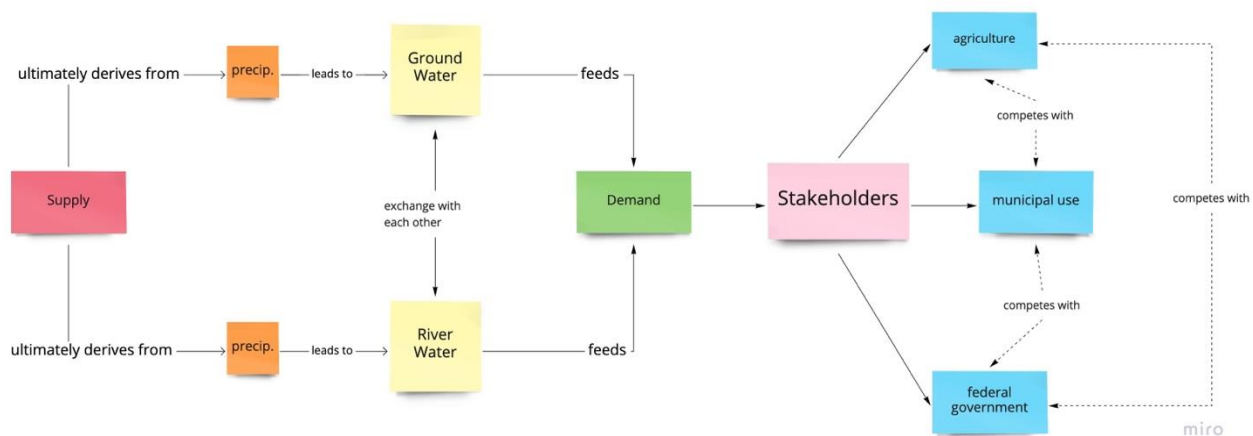 agriculture
ultimately derives from
precip.
leads to
Ground
Water
feeds
competes with
Supply
exchange with
each other
Demand
Stakeholders
municipal use
competes with
competes with
ultimately derives from
precip.
leads to
River
Water
feeds
federal
government
miro